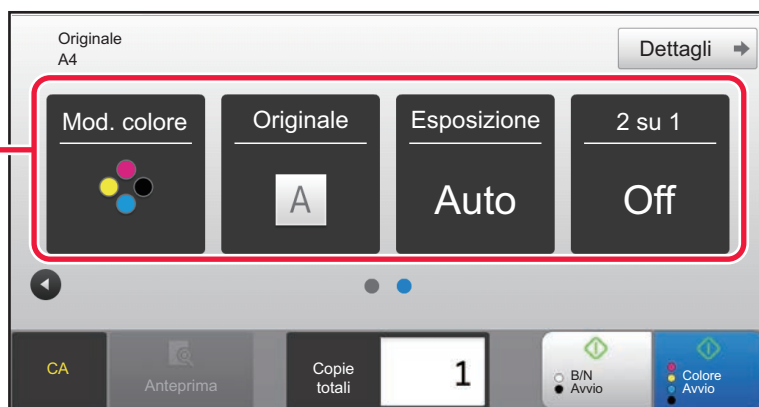 Originale
A4
Dettagli
Mod. colore
Originale
Esposizione
2 su 1
A
Auto
Off
CA
Anteprima
Copie
totali
1
B/N
Avvio
Colore
Avvio